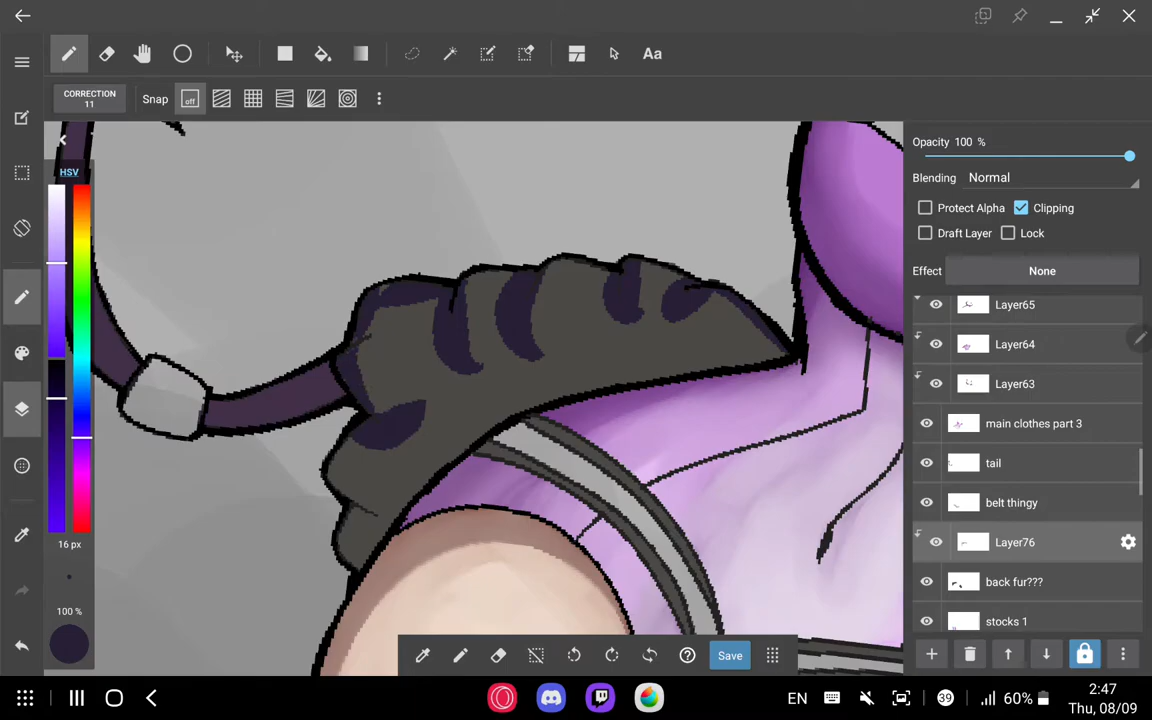 CORRECTION
11
Snap
off
Aa
HSV
16 px
100 %
Opacity 100 %
Blending Normal
Protect Alpha Clipping
Draft Layer Lock
Effect None
Layer65
Layer64
Layer63
main clothes part 3
tail
belt thingy
Layer76
back fur???
stocks 1
Save
EN
39
60%
2:47
Thu, 08/09